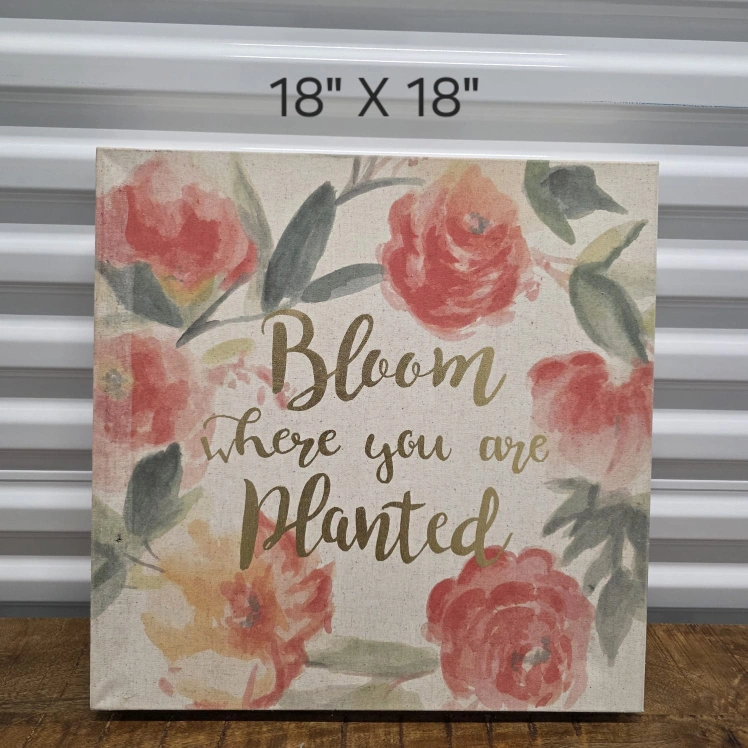 18" X 18"
Bloom
where you are
Planted